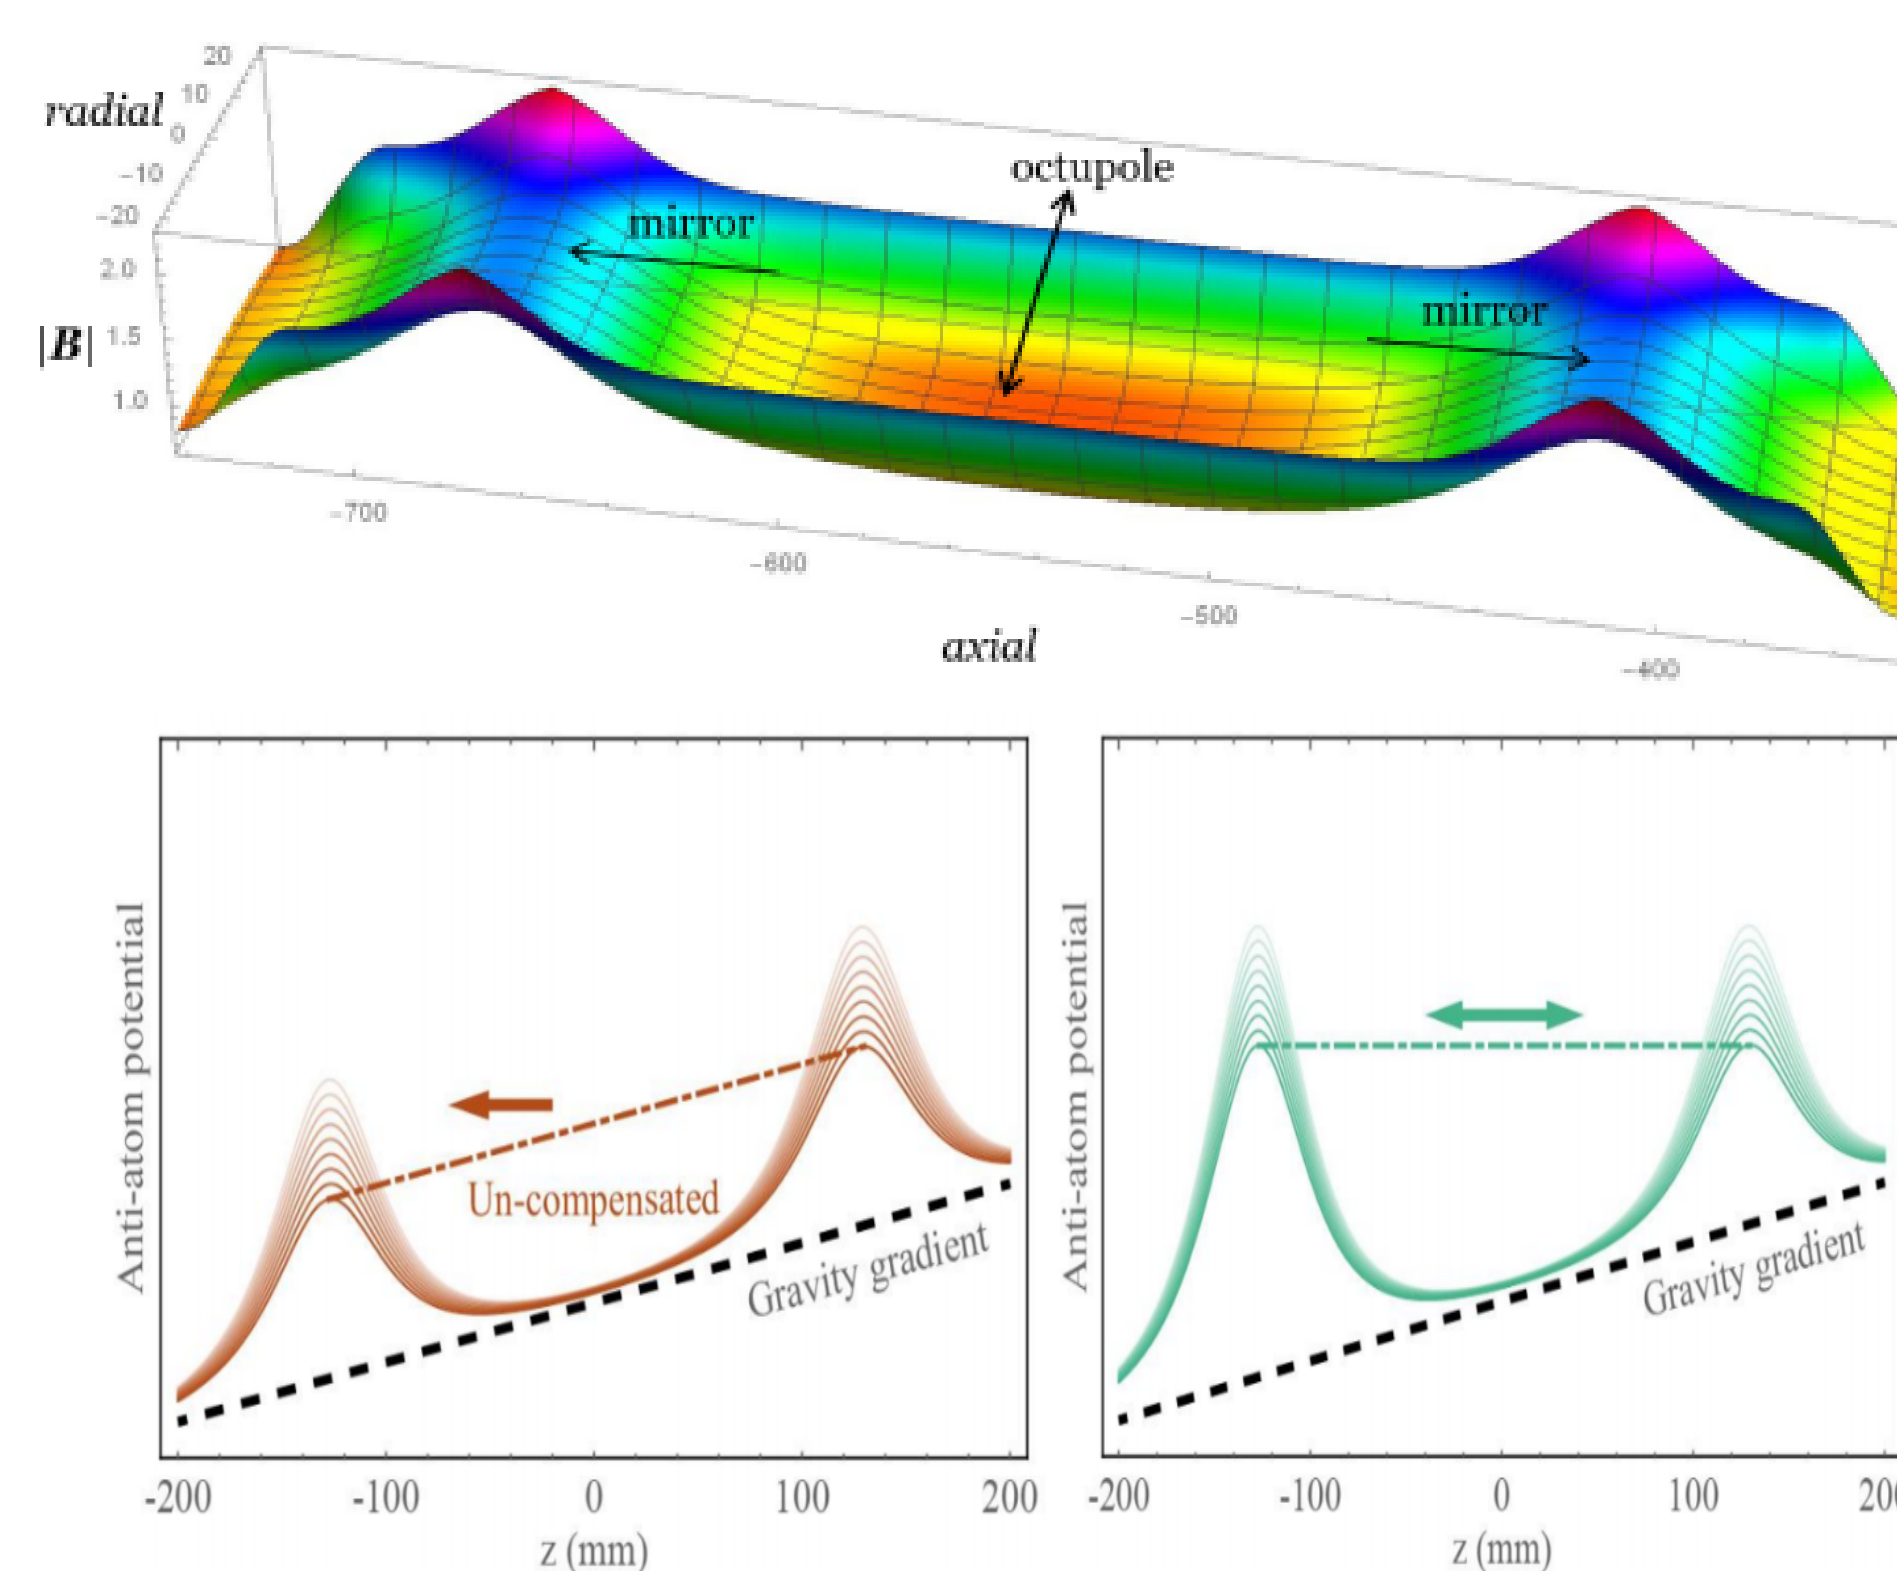 20
10
radial
0
−10
−20
octupole
mirror
2.0
|B|
1.5
mirror
1.0
−700
−600
−500
axial
−400
Anti-atom potential
Un-compensated
Gravity gradient
-200
-100
0
100
200
z (mm)
Anti-atom potential
Gravity gradient
-200
-100
0
100
z (mm)